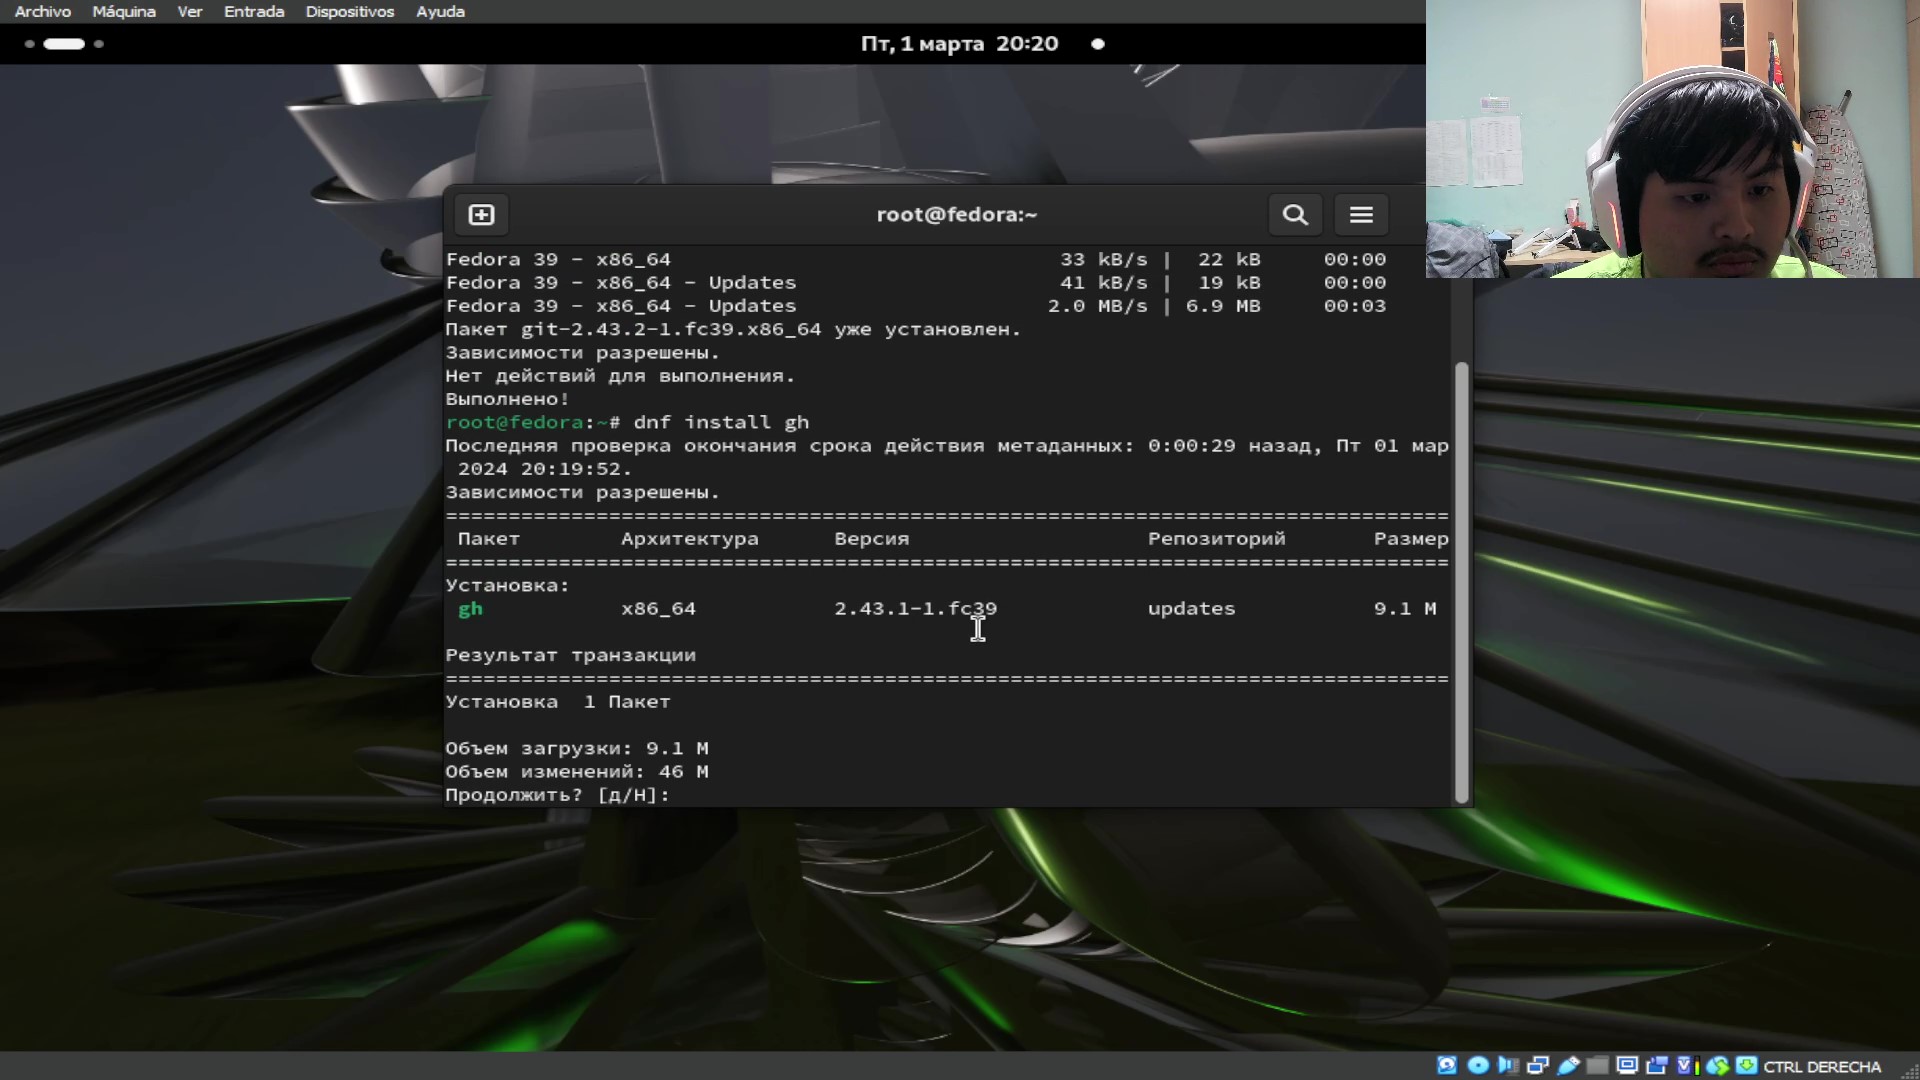 Archivo Máquina Ver Entrada Dispositivos Ayuda
Пт, 1 марта 20:20
root@fedora:~
Fedora 39 - x86_64 33 kB/s | 22 kB 00:00
Fedora 39 - x86_64 - Updates 41 kB/s | 19 kB 00:00
Fedora 39 - x86_64 - Updates 2.0 MB/s | 6.9 MB 00:03
Пакет git-2.43.2-1.fc39.x86_64 уже установлен.
Зависимости разрешены.
Нет действий для выполнения.
Выполнено!
root@fedora:~# dnf install gh
Последняя проверка окончания срока действия метаданных: 0:00:29 назад, Пт 01 мар
2024 20:19:52.
Зависимости разрешены.
================================================================================
Пакет Архитектура Версия Репозиторий Размер
================================================================================
Установка:
gh x86_64 2.43.1-1.fc39 updates 9.1 M
Результат транзакции
================================================================================
Установка 1 Пакет
Объем загрузки: 9.1 M
Объем изменений: 46 M
Продолжить? [д/Н]:
CTRL DERECHA